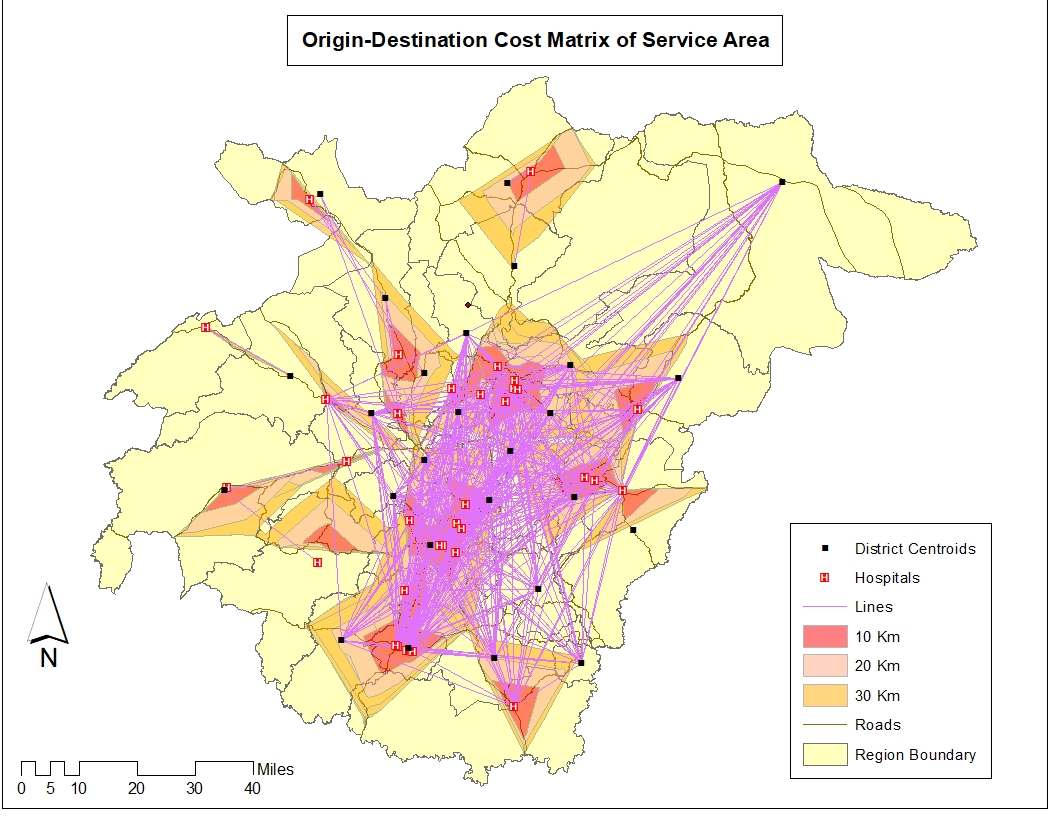 Origin-Destination Cost Matrix of Service Area
District Centroids
H Hospitals
Lines
10 Km
20 Km
30 Km
Roads
Region Boundary
N
Miles
0 5 10 20 30 40